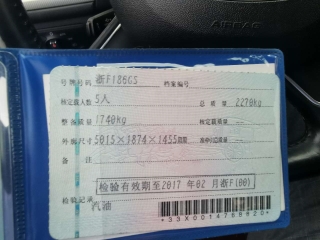 AIRBAG
号牌号码 浙F186GS 档案编号
核定载人数 5人 总质量 2270kg
整备质量 1740kg 核定载质量 --
外廓尺寸 5015×1874×1455mm 准牵引总质量 --
备注
检验有效期至2017年02月浙F(00)
检验记录
汽油